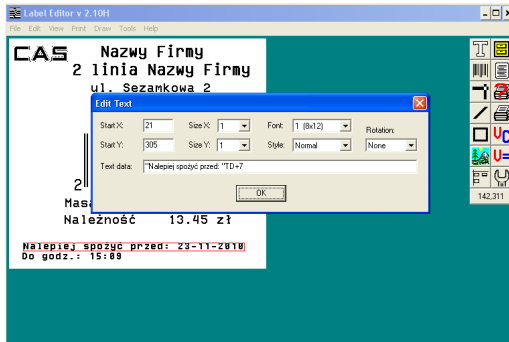 Label Editor v 2.10H
File Edit View Print Draw Tools Help
CAS Nazwy Firmy
2 linia Nazwy Firmy
ul. Sezamkowa 2
Edit Text
Start X: 21 Size X: 1 Font: 1 (8x12) Rotation:
Start Y: 305 Size Y: 1 Style: Normal None
Text data: "Nalepiej spożyć przed: "TD+7
OK
2
Masa
Należność 13.45 zł
Nalepiej spożyć przed: 23-11-2010
Do godz.: 15:09
142,311